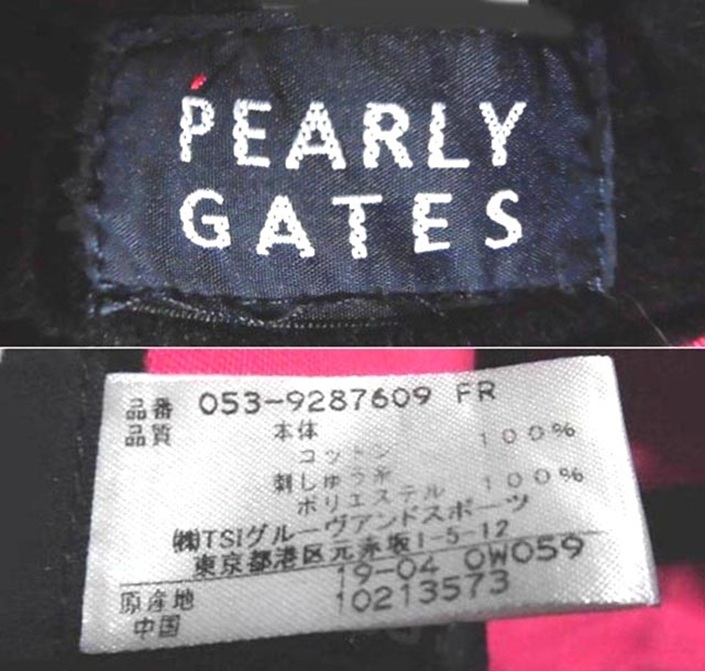 PEARLY
GATES
品番 053-9287609 FR
品質 本体 100%
コットン
刺しゅう糸 100%
ポリエステル
㈱TSIグルーヴアンドスポーツ
東京都港区元赤坂1-5-12
19-04 OW059
原産地 10213573
中国